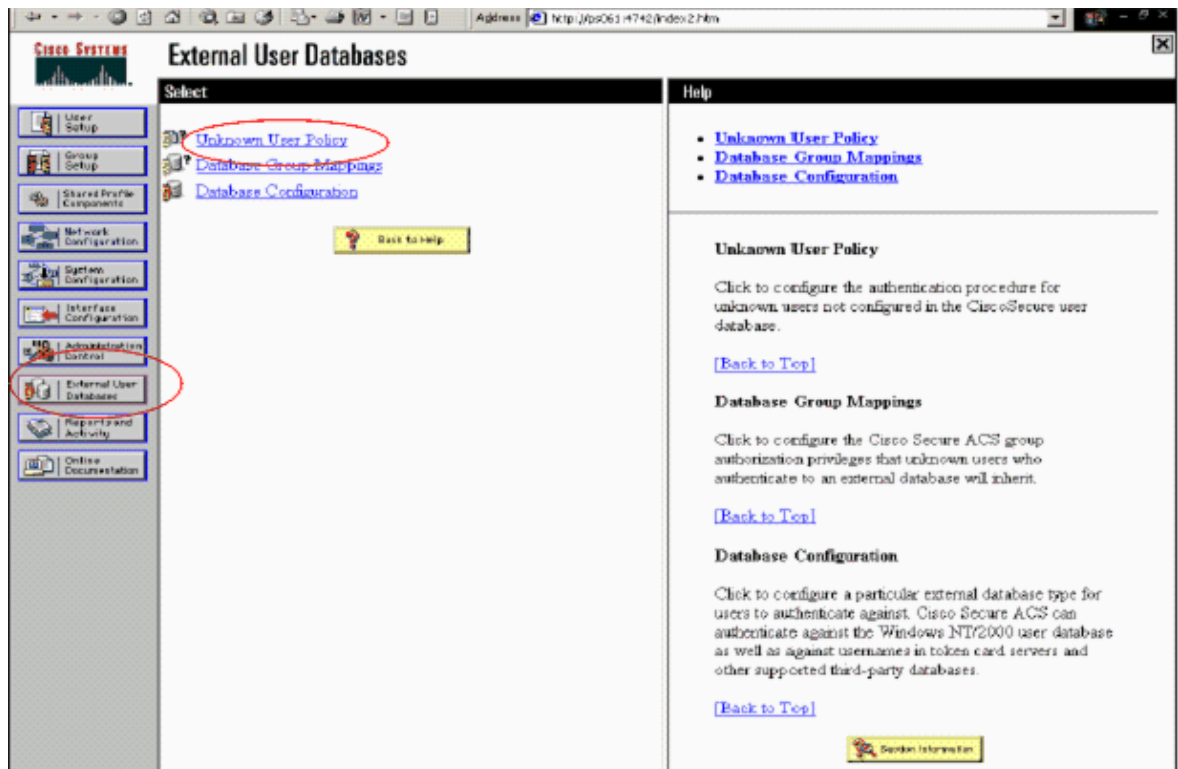 Address http://ps0614742/index2.htm
CISCO SYSTEMS
External User Databases
Select
Help
User
Setup
Group
Setup
Shared Profile
Components
Network
Configuration
System
Configuration
Interface
Configuration
Administration
Control
External User
Databases
Reports and
Activity
Online
Documentation
Unknown User Policy
Database Group Mappings
Database Configuration
Back to Help
• Unknown User Policy
• Database Group Mappings
• Database Configuration
Unknown User Policy
Click to configure the authentication procedure for
unknown users not configured in the CiscoSecure user
database.
[Back to Top]
Database Group Mappings
Click to configure the Cisco Secure ACS group
authorization privileges that unknown users who
authenticate to an external database will inherit.
[Back to Top]
Database Configuration
Click to configure a particular external database type for
users to authenticate against. Cisco Secure ACS can
authenticate against the Windows NT/2000 user database
as well as against usernames in token card servers and
other supported third-party databases.
[Back to Top]
Section Information